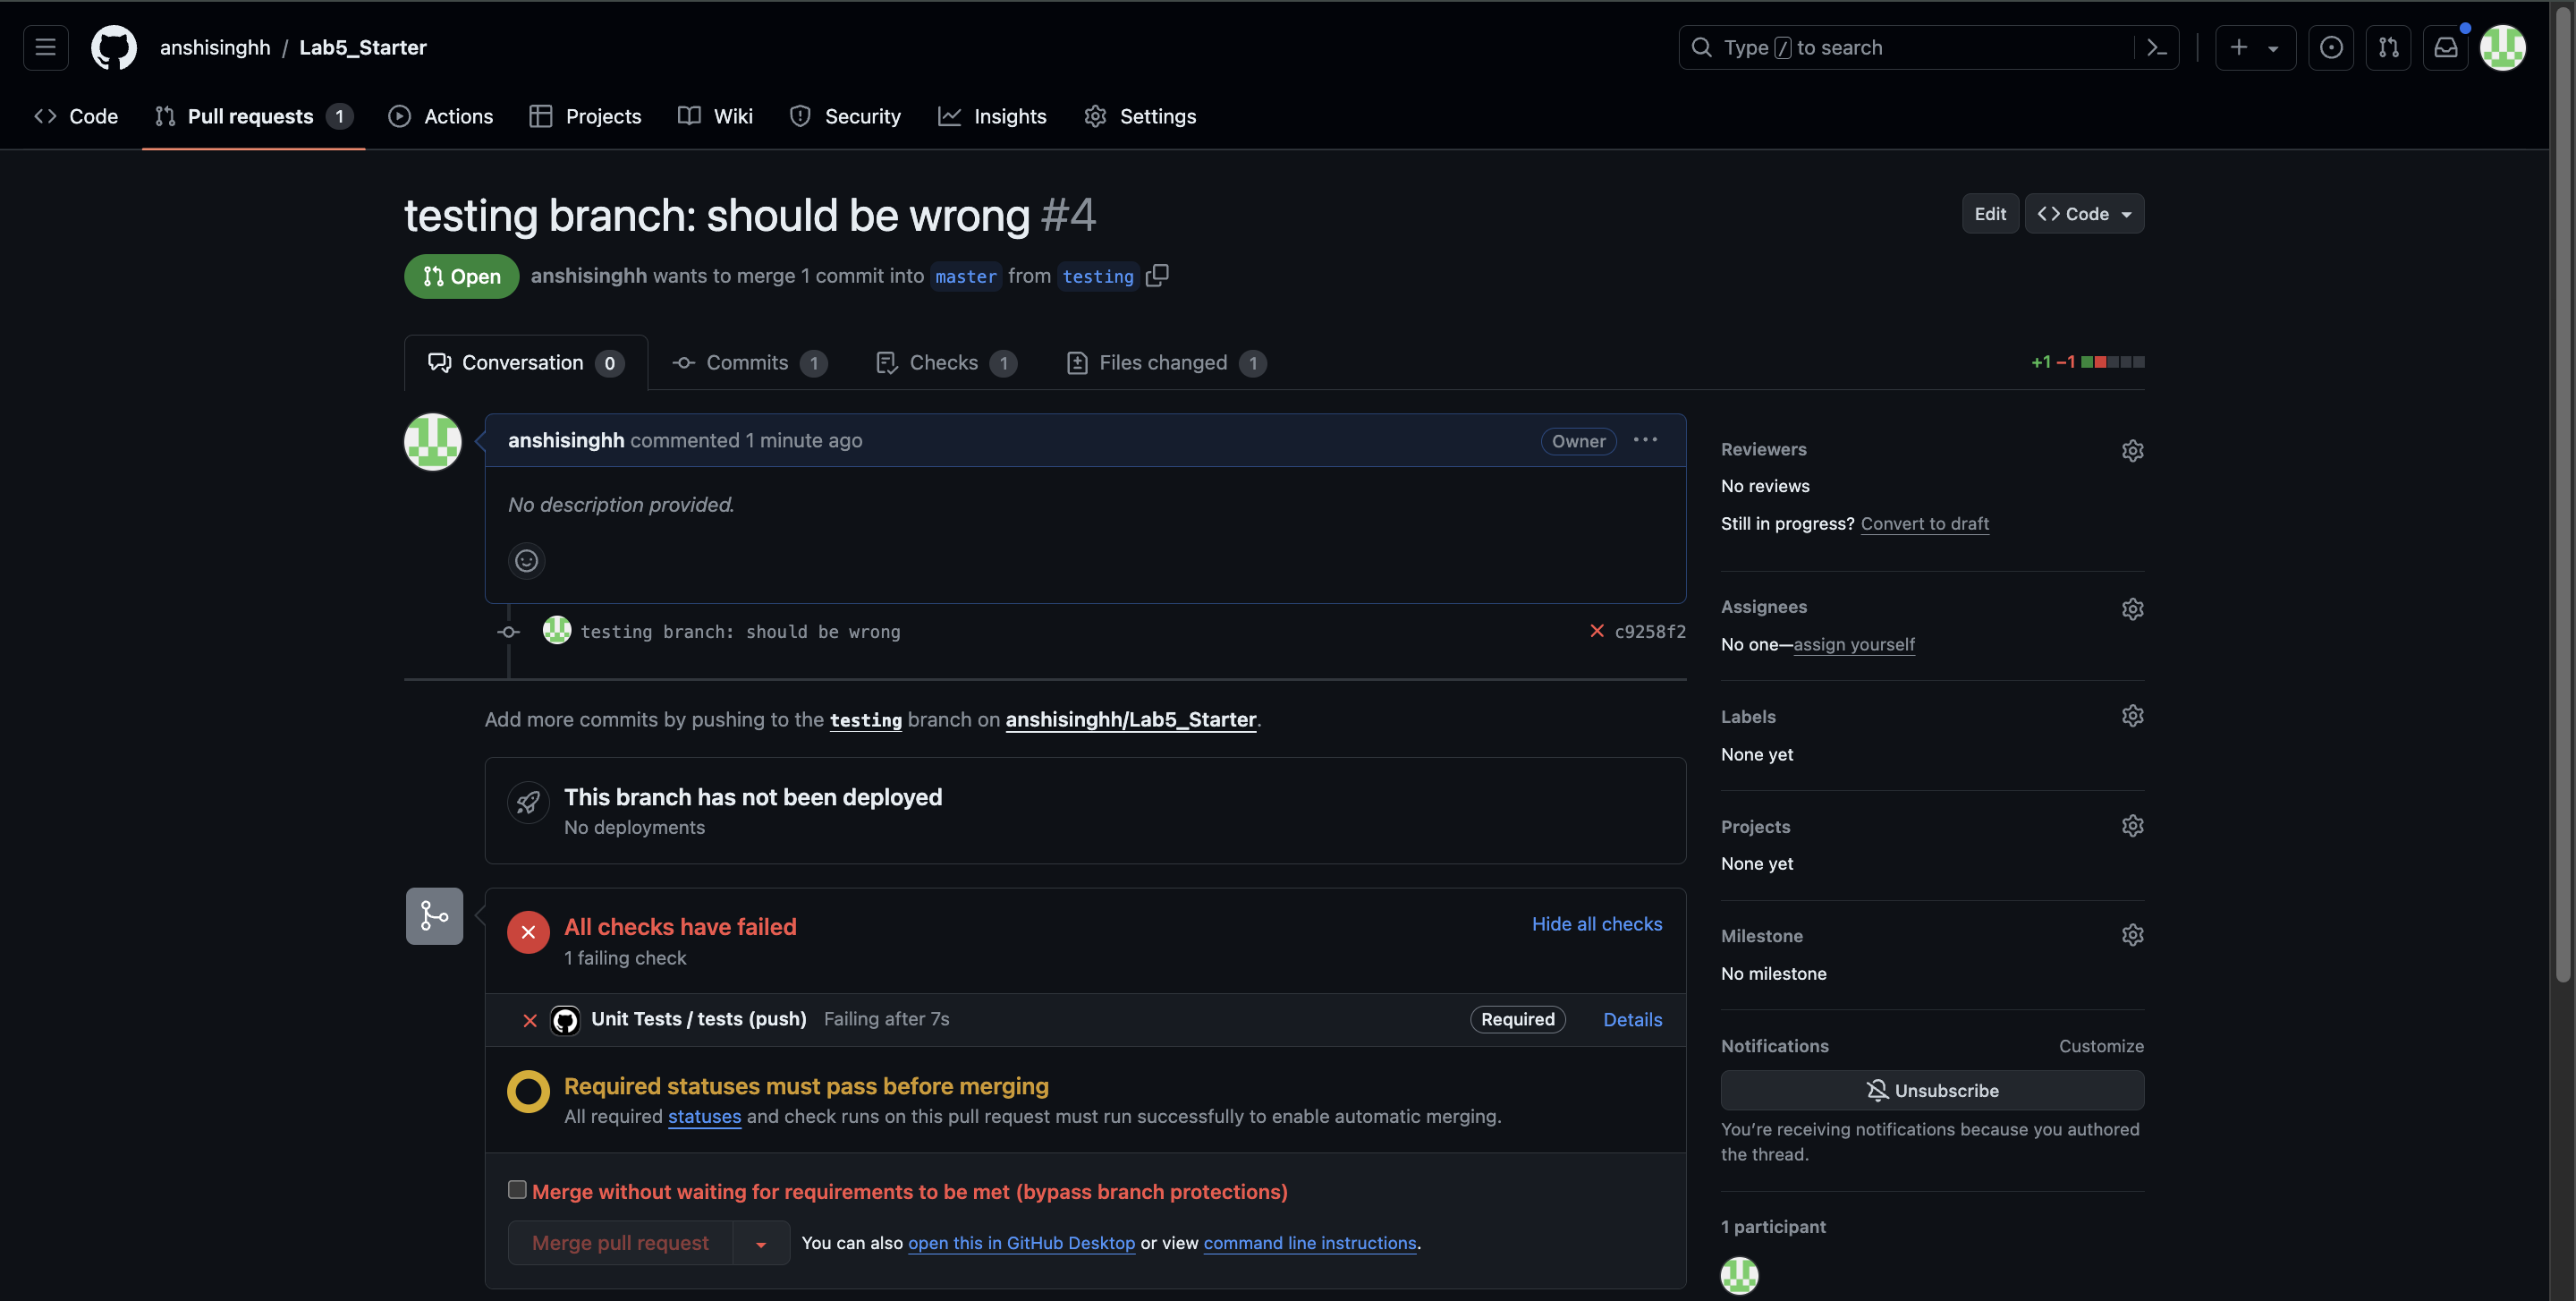 anshisinghh / Lab5_Starter
Type / to search
Code
Pull requests 1
Actions
Projects
Wiki
Security
Insights
Settings
testing branch: should be wrong #4
Edit
Code
Open
anshisinghh wants to merge 1 commit into master from testing
Conversation 0
Commits 1
Checks 1
Files changed 1
+1 −1
anshisinghh commented 1 minute ago
Owner
No description provided.
testing branch: should be wrong
c9258f2
Add more commits by pushing to the testing branch on anshisinghh/Lab5_Starter.
This branch has not been deployed
No deployments
All checks have failed
1 failing check
Hide all checks
Unit Tests / tests (push) Failing after 7s
Required
Details
Required statuses must pass before merging
All required statuses and check runs on this pull request must run successfully to enable automatic merging.
Merge without waiting for requirements to be met (bypass branch protections)
Merge pull request
You can also open this in GitHub Desktop or view command line instructions.
Reviewers
No reviews
Still in progress? Convert to draft
Assignees
No one—assign yourself
Labels
None yet
Projects
None yet
Milestone
No milestone
Notifications
Customize
Unsubscribe
You're receiving notifications because you authored
the thread.
1 participant